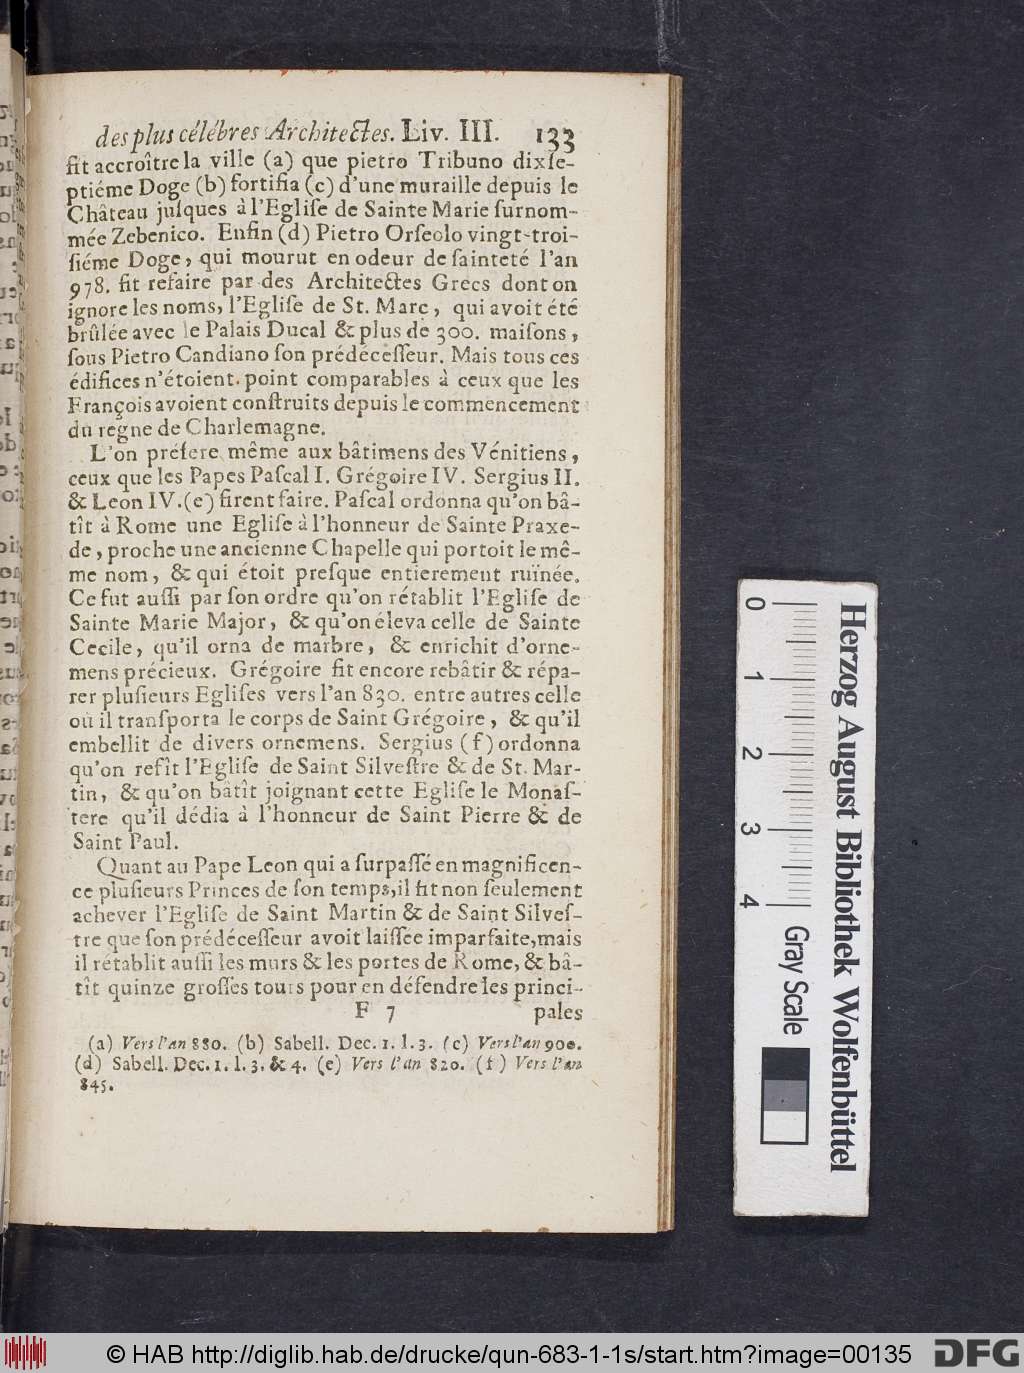 des plus célébres Architectes. Liv. III. 133
fit accroître la ville (a) que pietro Tribuno dixſe-
ptiéme Doge (b) fortifia (c) d'une muraille depuis le
Château juſques à l'Egliſe de Sainte Marie ſurnom-
mée Zebenico. Enfin (d) Pietro Orſeolo vingt-troi-
ſiéme Doge, qui mourut en odeur de ſainteté l'an
978. fit refaire par des Architectes Grecs dont on
ignore les noms, l'Egliſe de St. Marc, qui avoit été
brûlée avec le Palais Ducal & plus de 300. maiſons,
ſous Pietro Candiano ſon prédéceſſeur. Mais tous ces
édifices n'étoient point comparables à ceux que les
François avoient conſtruits depuis le commencement
du regne de Charlemagne.
L'on préfere même aux bâtimens des Vénitiens,
ceux que les Papes Paſcal I. Grégoire IV. Sergius II.
& Leon IV.(e) firent faire. Paſcal ordonna qu'on bâ-
tît à Rome une Egliſe à l'honneur de Sainte Praxe-
de, proche une ancienne Chapelle qui portoit le mê-
me nom, & qui étoit preſque entierement ruïnée.
Ce fut auſſi par ſon ordre qu'on rétablit l'Egliſe de
Sainte Marie Major, & qu'on éleva celle de Sainte
Cecile, qu'il orna de marbre, & enrichit d'orne-
mens précieux. Grégoire fit encore rebâtir & répa-
rer pluſieurs Egliſes vers l'an 830. entre autres celle
où il tranſporta le corps de Saint Grégoire, & qu'il
embellit de divers ornemens. Sergius (f) ordonna
qu'on refît l'Egliſe de Saint Silveſtre & de St. Mar-
tin, & qu'on bâtît joignant cette Egliſe le Monaſ-
tere qu'il dédia à l'honneur de Saint Pierre & de
Saint Paul.
Quant au Pape Leon qui a ſurpaſſé en magnificen-
ce pluſieurs Princes de ſon temps, il fit non ſeulement
achever l'Egliſe de Saint Martin & de Saint Silveſ-
tre que ſon prédéceſſeur avoit laiſſée imparfaite, mais
il rétablit auſſi les murs & les portes de Rome, & bâ-
tît quinze groſſes tours pour en défendre les princi-
F 7 pales
(a) Vers l'an 880. (b) Sabell. Dec. 1. l. 3. (c) Vers l'an 900.
(d) Sabell. Dec. 1. l. 3. & 4. (e) Vers l'an 820. (f) Vers l'an
845.
0 1 2 3 4
Gray Scale
Herzog August Bibliothek Wolfenbüttel
© HAB http://diglib.hab.de/drucke/qun-683-1-1s/start.htm?image=00135
DFG